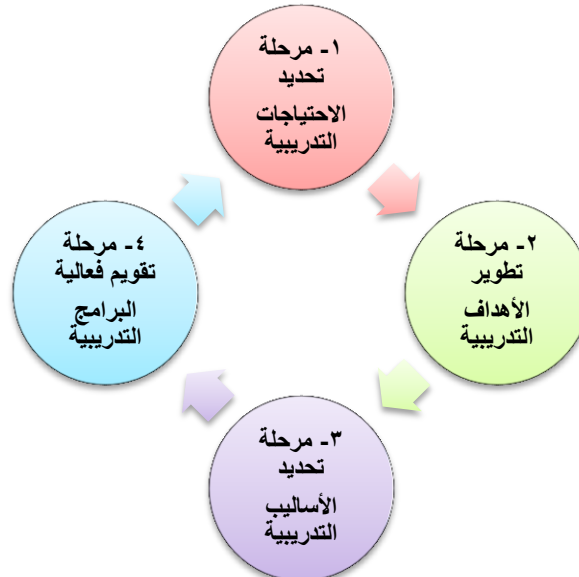 ١- مرحلة
تحديد
الاحتياجات
التدريبية
٢- مرحلة
تطوير
الأهداف
التدريبية
٣- مرحلة
تحديد
الأساليب
التدريبية
٤- مرحلة
تقويم فعالية
البرامج
التدريبية